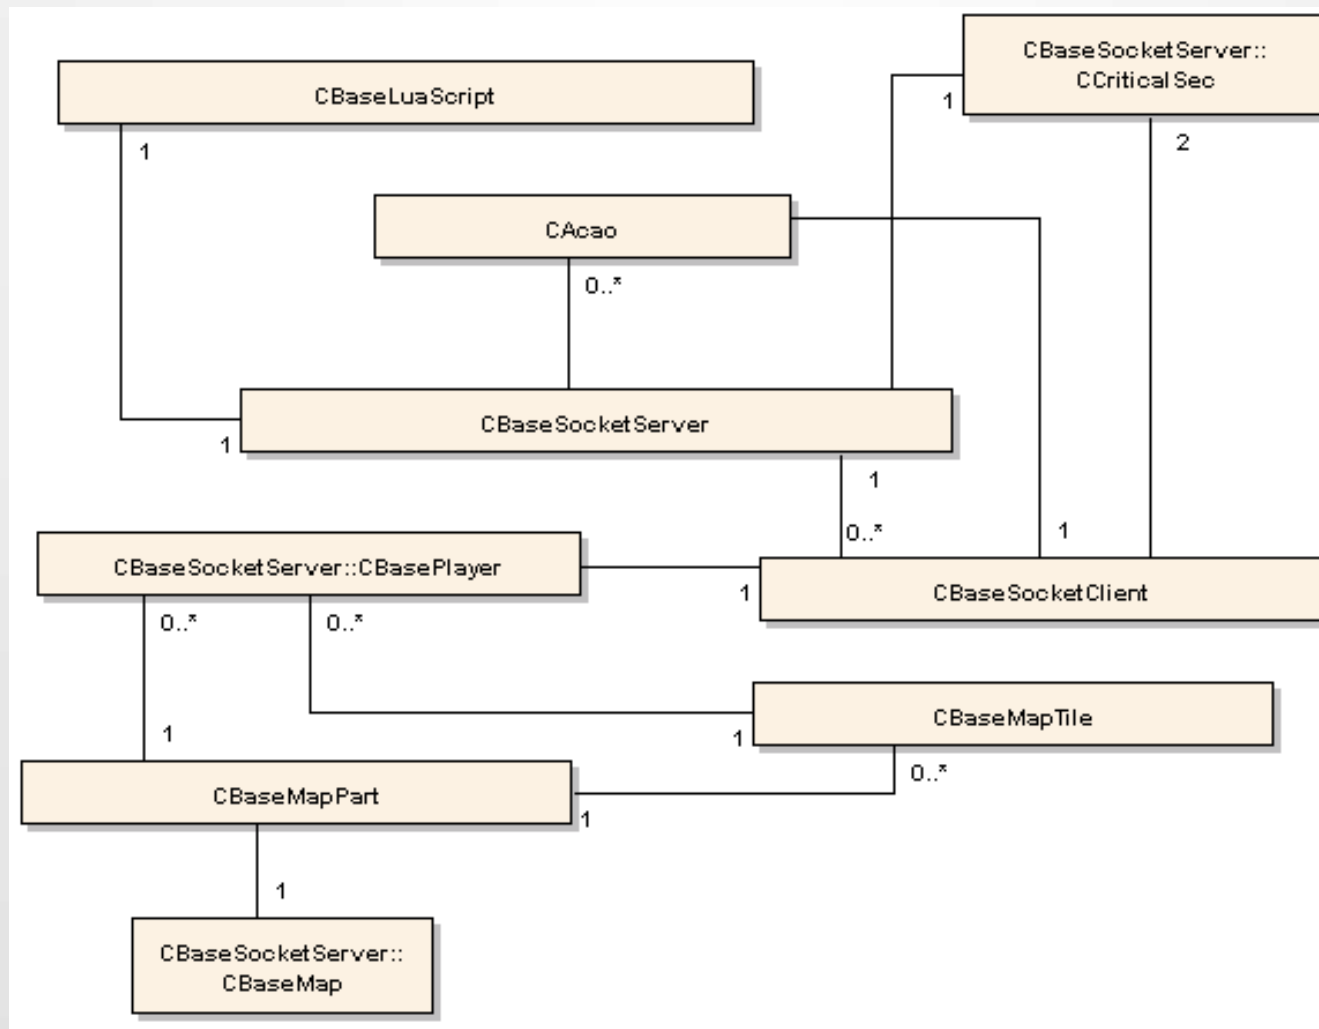 CBaseSocketServer::
CCriticalSec
CBaseLuaScript
1
1
2
CAcao
0..*
CBaseSocketServer
1
1
0..*
1
CBaseSocketServer::CBasePlayer
1
CBaseSocketClient
0..*
0..*
CBaseMapTile
1
1
0..*
CBaseMapPart
1
1
CBaseSocketServer::
CBaseMap